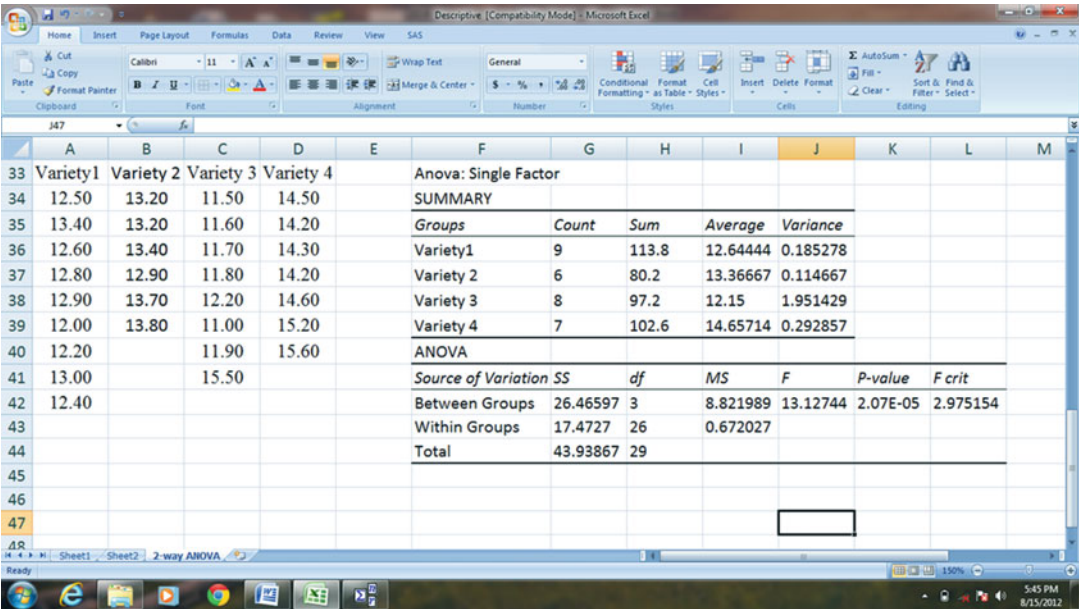 Descriptive [Compatibility Mode] - Microsoft Excel
Home Insert Page Layout Formulas Data Review View SAS
Cut
Copy
Format Painter
Paste
Clipboard
Calibri 11
B I U
Font
Wrap Text
Merge & Center
Alignment
General
$ - % ,
Number
Conditional Formatting
Format as Table
Cell Styles
Styles
Insert Delete Format
Cells
Σ AutoSum
Fill
Clear
Sort & Filter
Find & Select
Editing
J47 fx
A B C D E F G H I J K L M
33 Variety1 Variety 2 Variety 3 Variety 4 Anova: Single Factor
34 12.50 13.20 11.50 14.50 SUMMARY
35 13.40 13.20 11.60 14.20 Groups Count Sum Average Variance
36 12.60 13.40 11.70 14.30 Variety1 9 113.8 12.64444 0.185278
37 12.80 12.90 11.80 14.20 Variety 2 6 80.2 13.36667 0.114667
38 12.90 13.70 12.20 14.60 Variety 3 8 97.2 12.15 1.951429
39 12.00 13.80 11.00 15.20 Variety 4 7 102.6 14.65714 0.292857
40 12.20 11.90 15.60 ANOVA
41 13.00 15.50 Source of Variation SS df MS F P-value F crit
42 12.40 Between Groups 26.46597 3 8.821989 13.12744 2.07E-05 2.975154
43 Within Groups 17.4727 26 0.672027
44 Total 43.93867 29
45
46
47
48
Sheet1 Sheet2 2-way ANOVA
Ready 150%
5:45 PM
8/15/2012